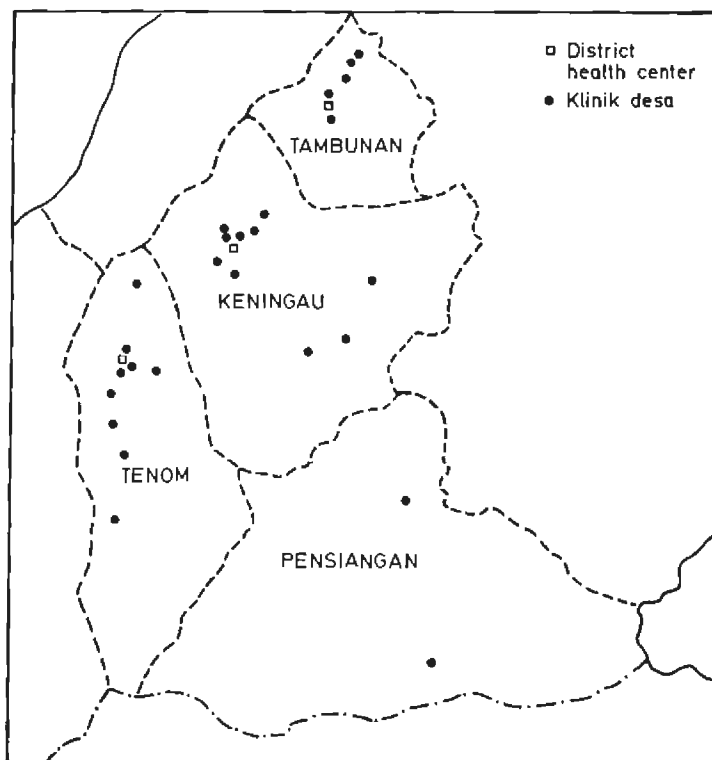 District
health center
Klinik desa
TAMBUNAN
KENINGAU
TENOM
PENSIANGAN